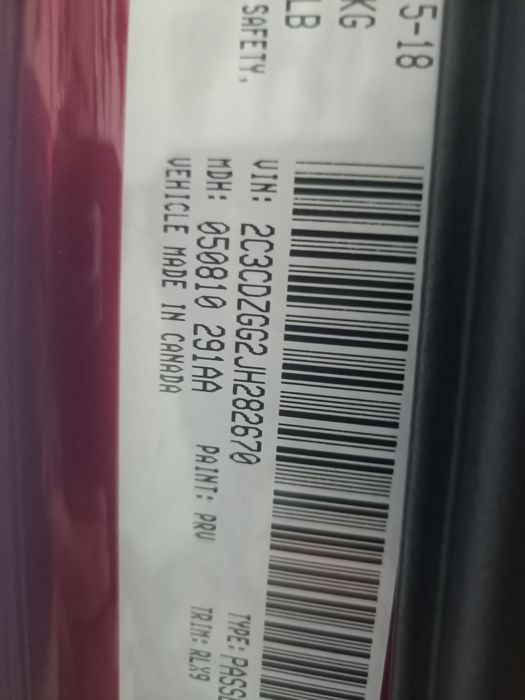 5-18
KG
LB
SAFETY,
VIN: 2C3CDZGG2JH282670
MDH: 050810 291AA
VEHICLE MADE IN CANADA
PAINT: PRV
TYPE: PASSE
TRIM: RLX9